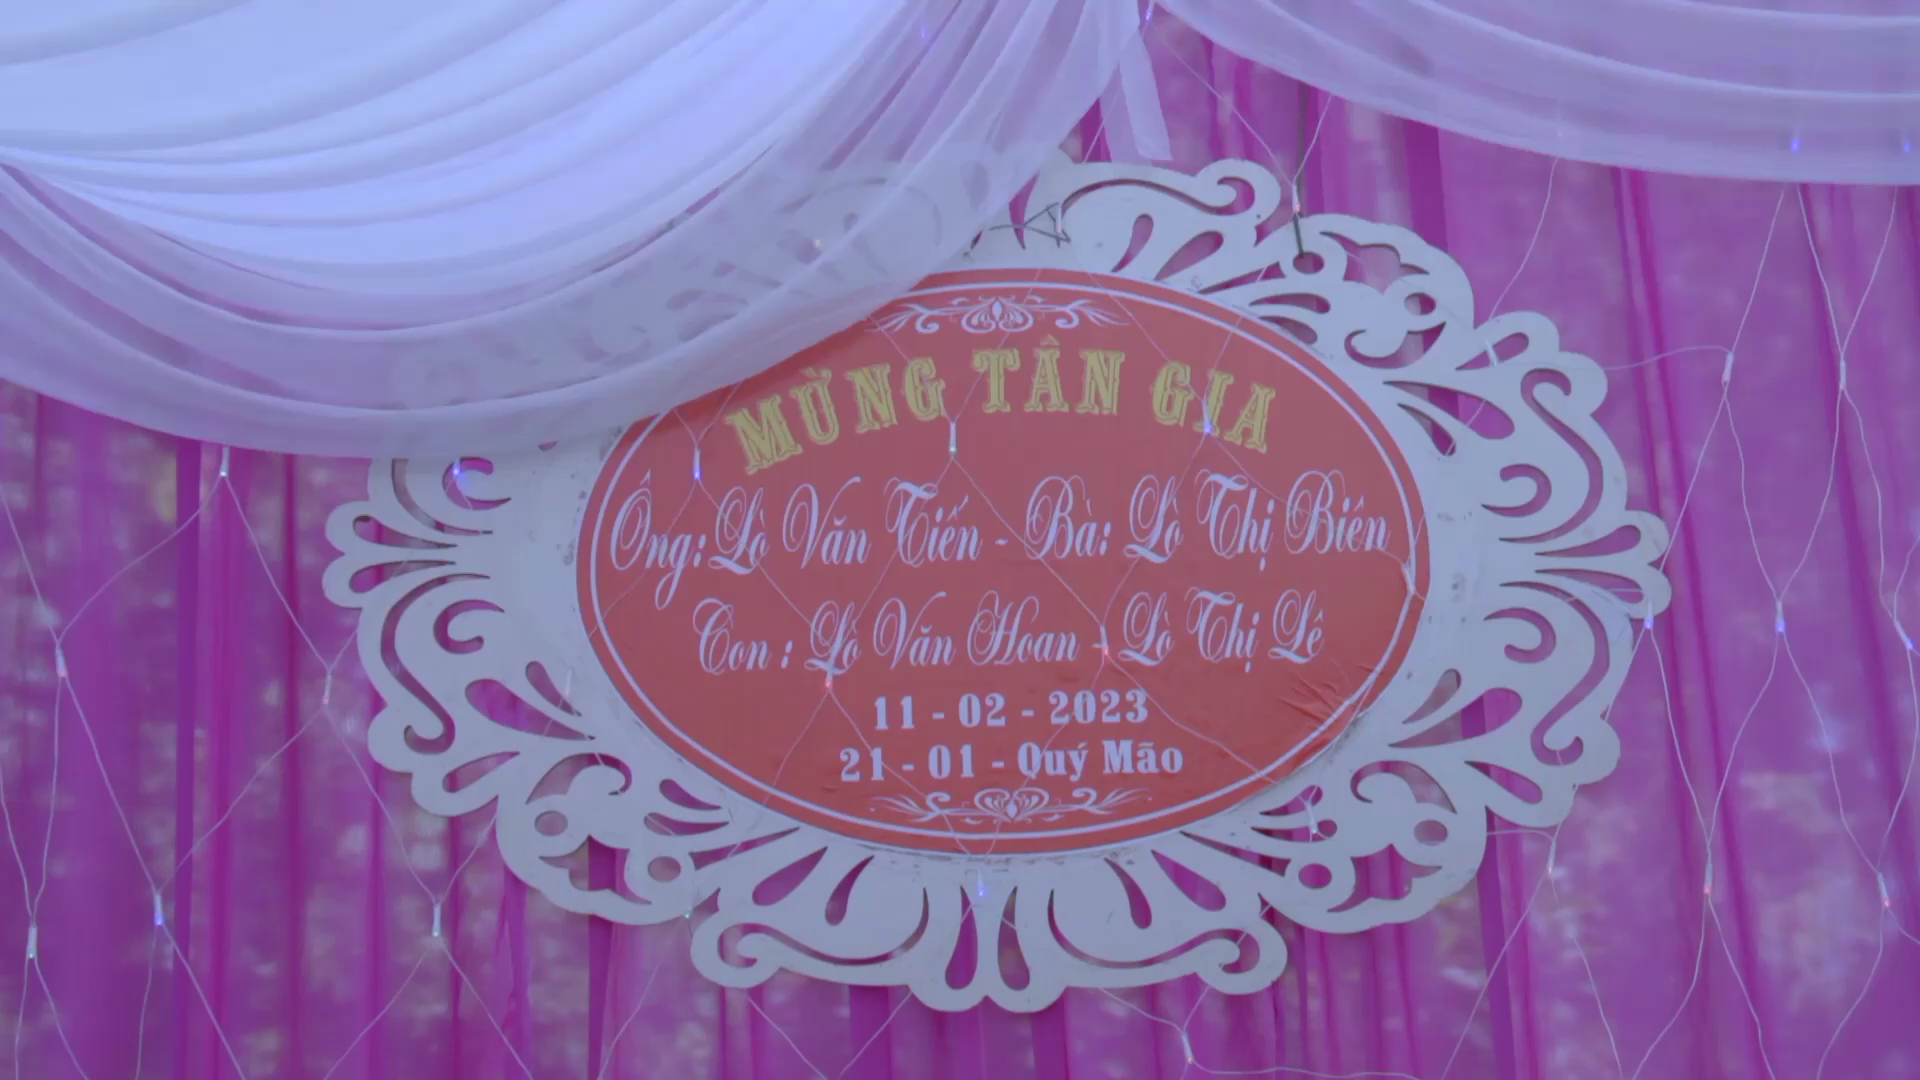 MỪNG TÂN GIA
Ông: Lò Văn Tiến - Bà: Lò Thị Biên
Con : Lò Văn Hoan - Lò Thị Lê
11 - 02 - 2023
21 - 01 - Quý Mão